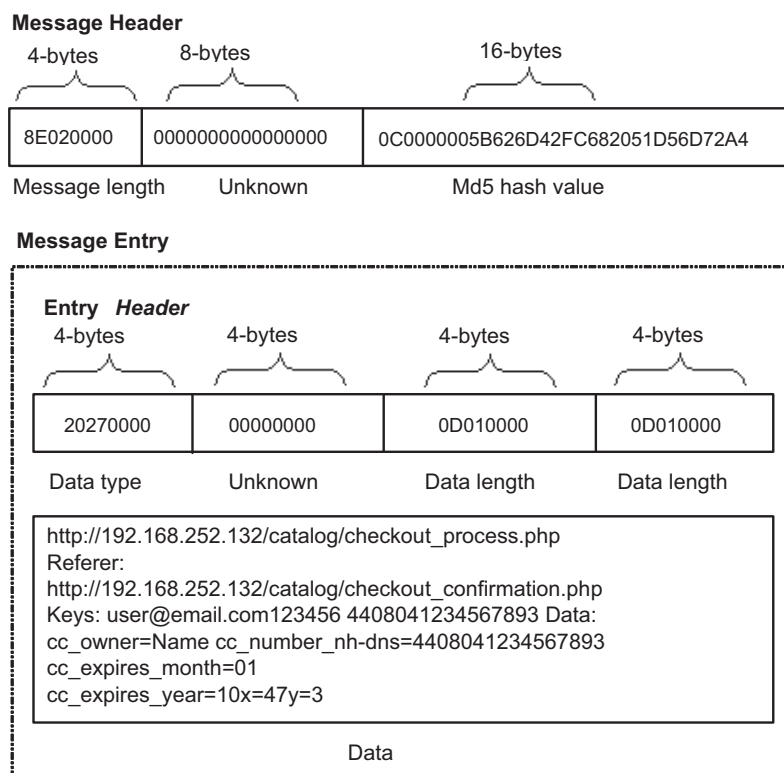 Message Header
4-bytes 8-bytes 16-bytes
8E020000 0000000000000000 0C0000005B626D42FC682051D56D72A4
Message length Unknown Md5 hash value
Message Entry
Entry Header
4-bytes 4-bytes 4-bytes 4-bytes
20270000 00000000 0D010000 0D010000
Data type Unknown Data length Data length
http://192.168.252.132/catalog/checkout_process.php
Referer:
http://192.168.252.132/catalog/checkout_confirmation.php
Keys: user@email.com123456 4408041234567893 Data:
cc_owner=Name cc_number_nh-dns=4408041234567893
cc_expires_month=01
cc_expires_year=10x=47y=3
Data